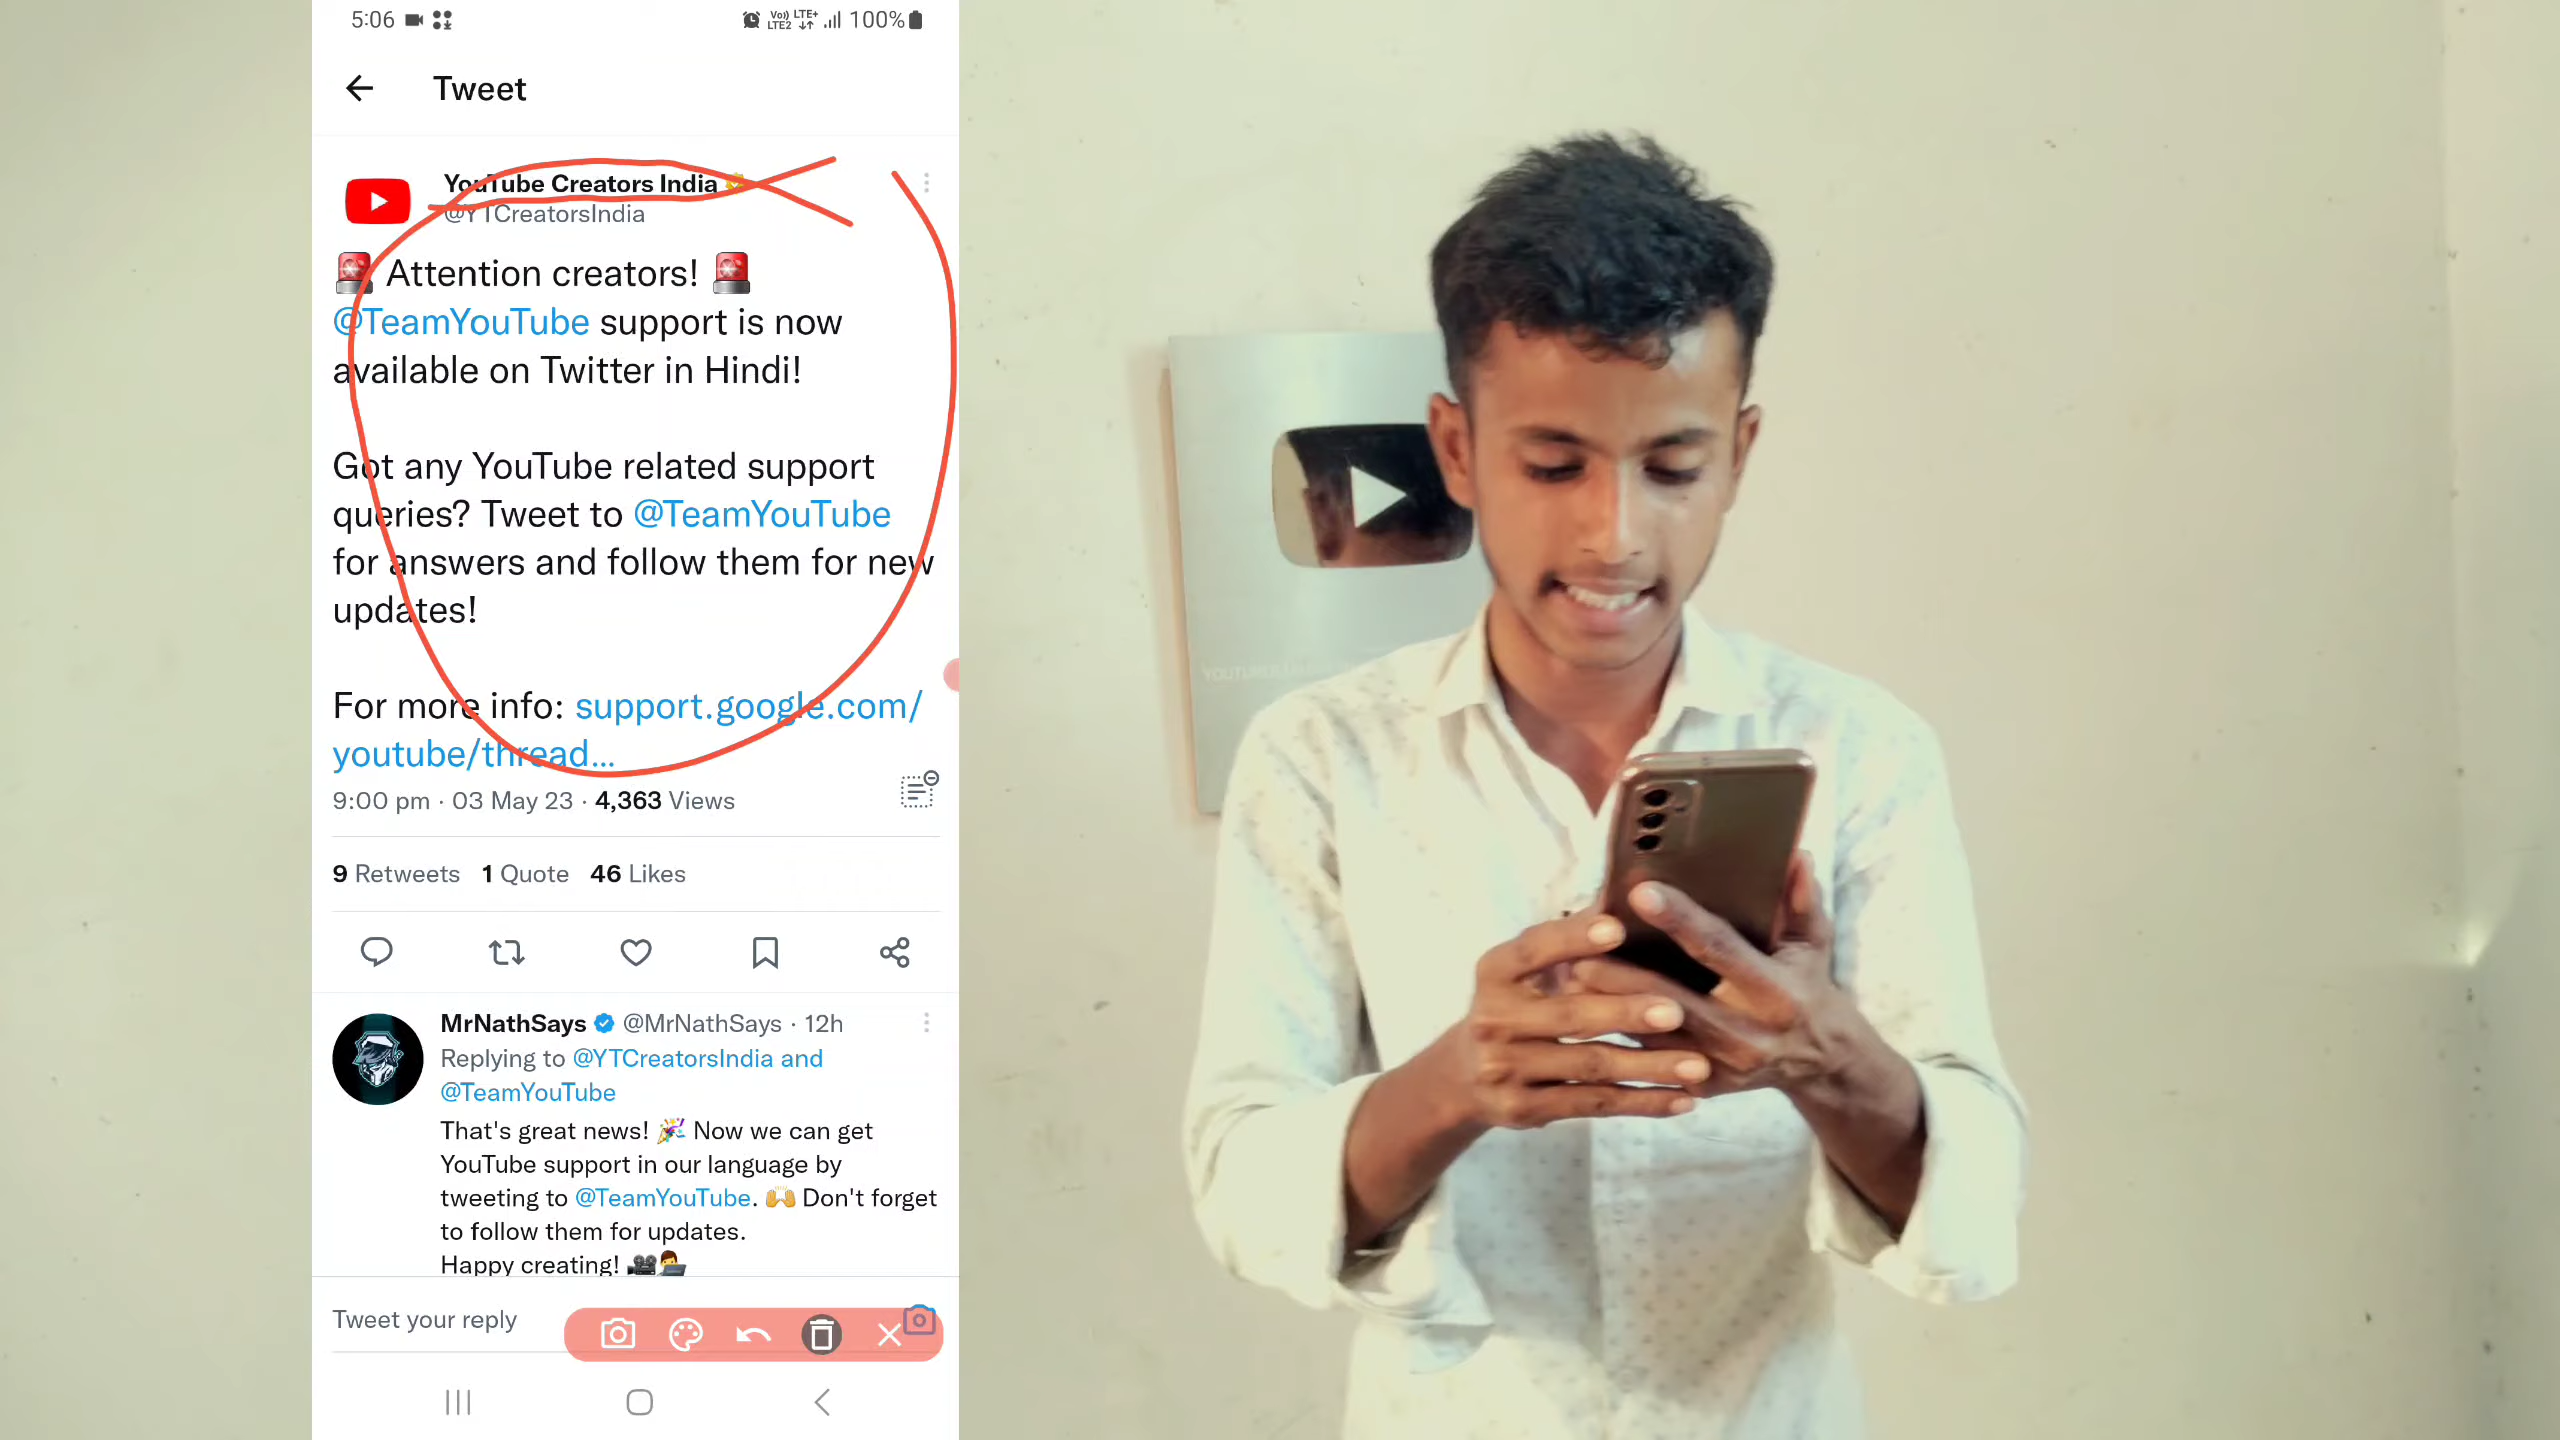 5:06
Vo)) LTE+
LTE2
100%
Tweet
YouTube Creators India
@YTCreatorsIndia
🚨 Attention creators! 🚨
@TeamYouTube support is now
available on Twitter in Hindi!
Got any YouTube related support
queries? Tweet to @TeamYouTube
for answers and follow them for new
updates!
For more info: support.google.com/
youtube/thread...
9:00 pm · 03 May 23 · 4,363 Views
9 Retweets 1 Quote 46 Likes
MrNathSays @MrNathSays · 12h
Replying to @YTCreatorsIndia and
@TeamYouTube
That's great news! 🎉 Now we can get
YouTube support in our language by
tweeting to @TeamYouTube. 🙌 Don't forget
to follow them for updates.
Happy creating! 🎥👨‍💻
Tweet your reply